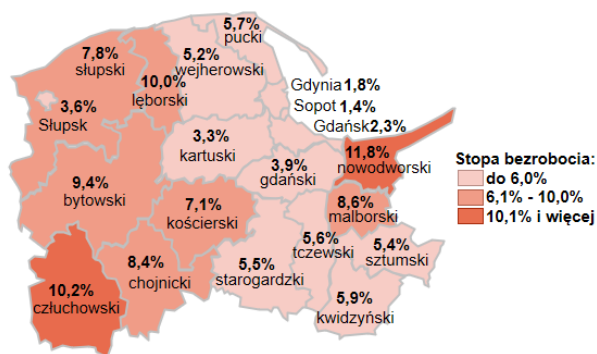 5,7%
pucki
7,8%
słupski
5,2%
wejherowski
10,0%
lęborski
Gdynia 1,8%
Sopot 1,4%
Gdańsk 2,3%
3,6%
Słupsk
3,3%
kartuski
3,9%
gdański
11,8%
nowodworski
9,4%
bytowski
7,1%
kościerski
8,6%
malborski
5,6%
tczewski
5,4%
sztumski
8,4%
chojnicki
5,5%
starogardzki
10,2%
człuchowski
5,9%
kwidzyński
Stopa bezrobocia:
do 6,0%
6,1% - 10,0%
10,1% i więcej